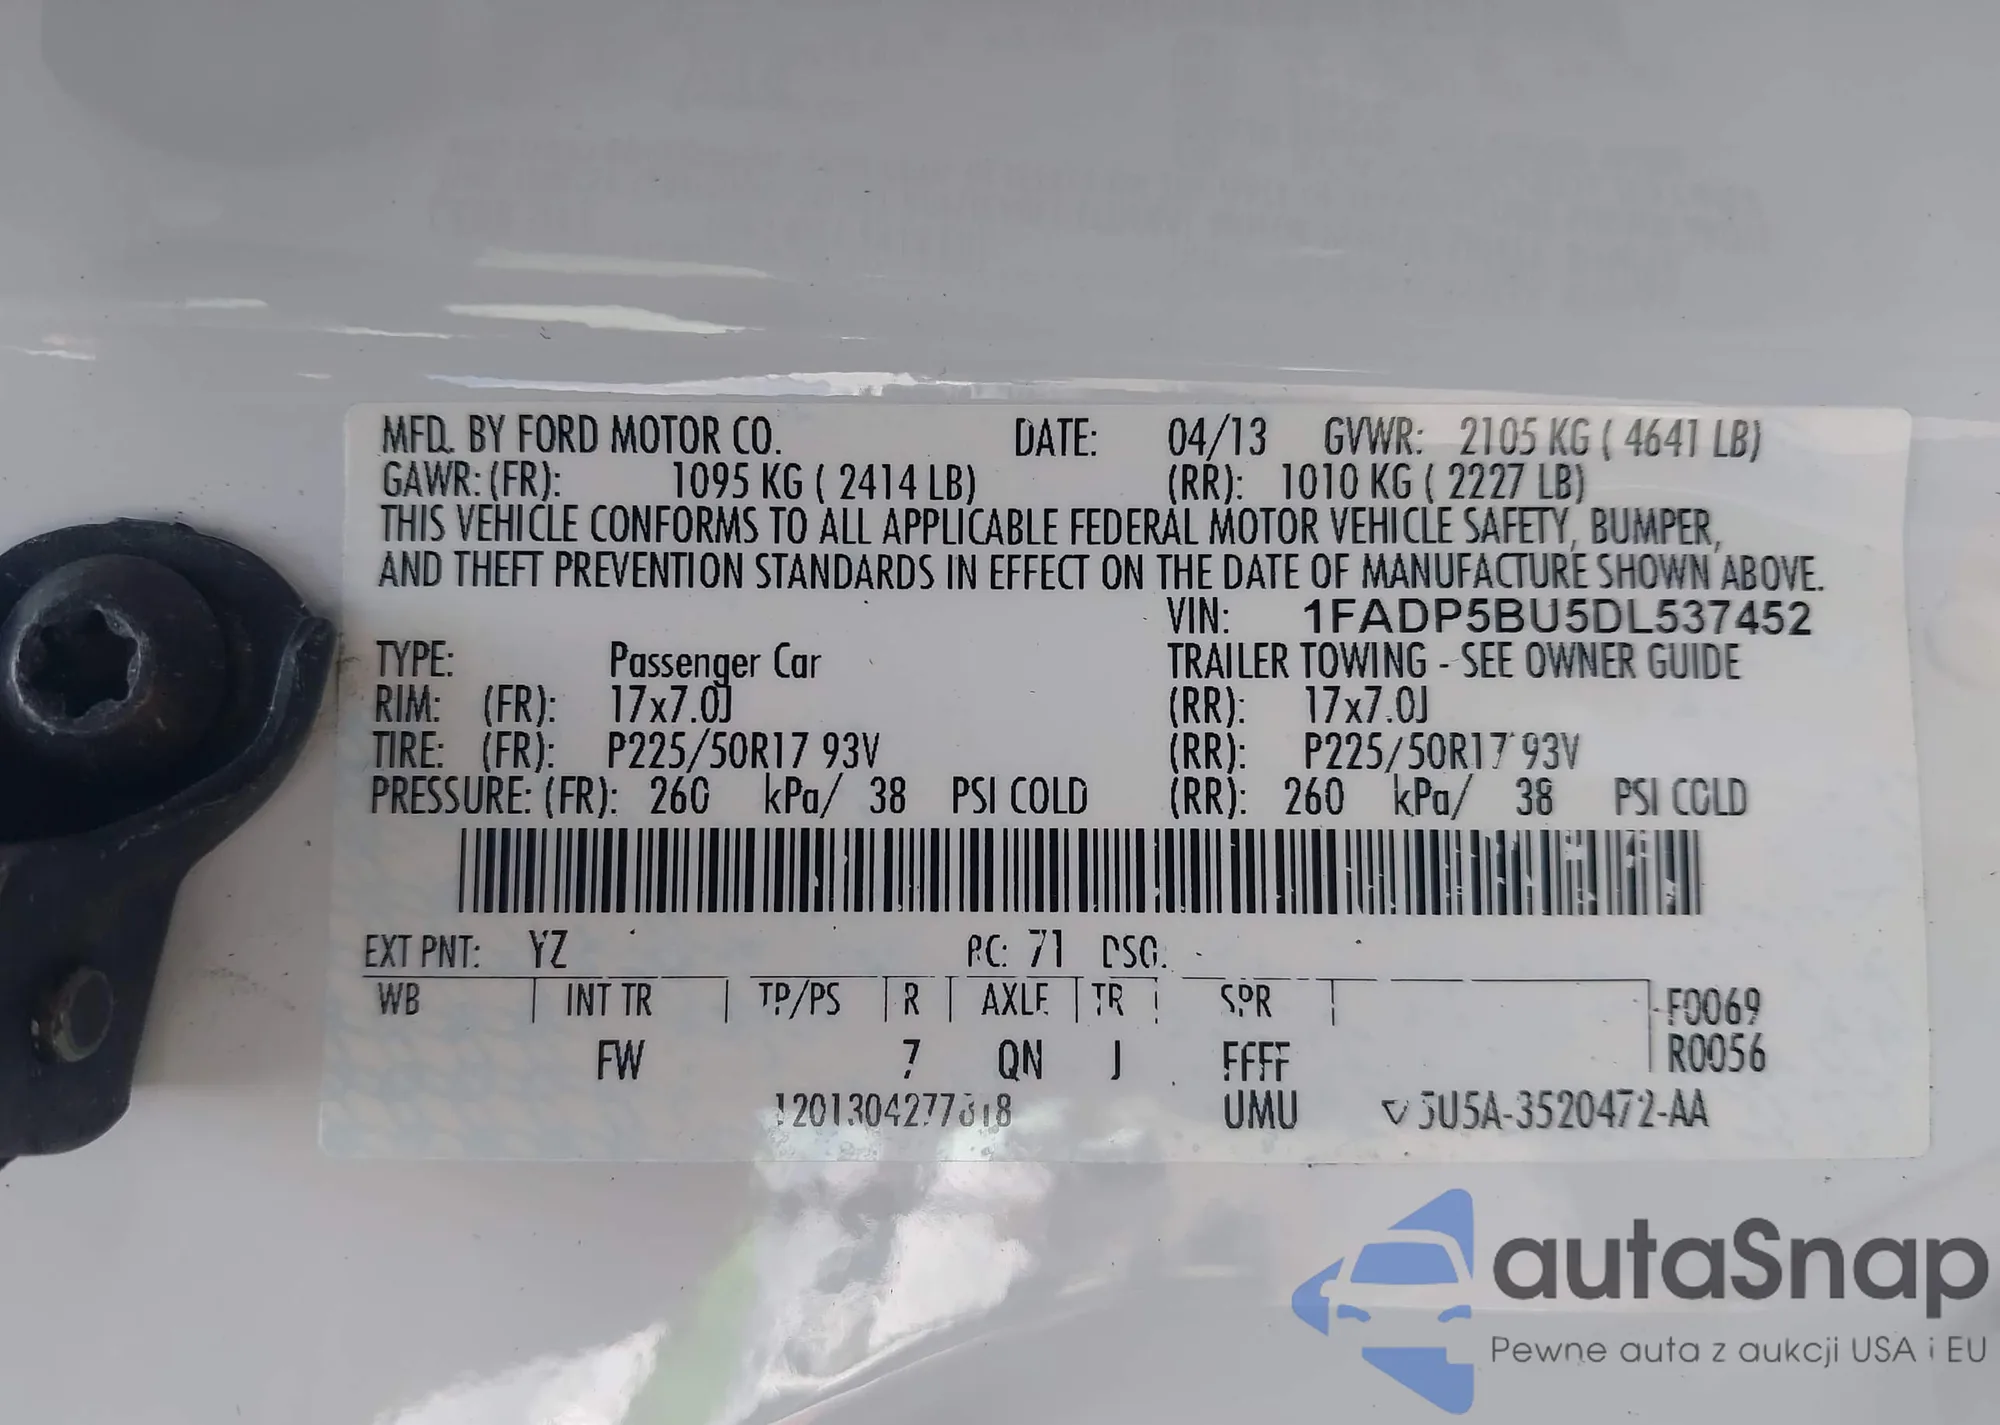 MFD. BY FORD MOTOR CO. DATE: 04/13 GVWR: 2105 KG ( 4641 LB)
GAWR: (FR): 1095 KG ( 2414 LB) (RR): 1010 KG ( 2227 LB)
THIS VEHICLE CONFORMS TO ALL APPLICABLE FEDERAL MOTOR VEHICLE SAFETY, BUMPER,
AND THEFT PREVENTION STANDARDS IN EFFECT ON THE DATE OF MANUFACTURE SHOWN ABOVE.
VIN: 1FADP5BU5DL537452
TYPE: Passenger Car TRAILER TOWING - SEE OWNER GUIDE
RIM: (FR): 17x7.0J (RR): 17x7.0J
TIRE: (FR): P225/50R17 93V (RR): P225/50R17 93V
PRESSURE: (FR): 260 kPa/ 38 PSI COLD (RR): 260 kPa/ 38 PSI COLD
EXT PNT: YZ RC: 71 DSO:
WB INT TR TP/PS R AXLE TR SPR F0069
FW 7 QN J FFFF R0056
UMU 5U5A-3520472-AA
autaSnap
Pewne auta z aukcji USA i EU